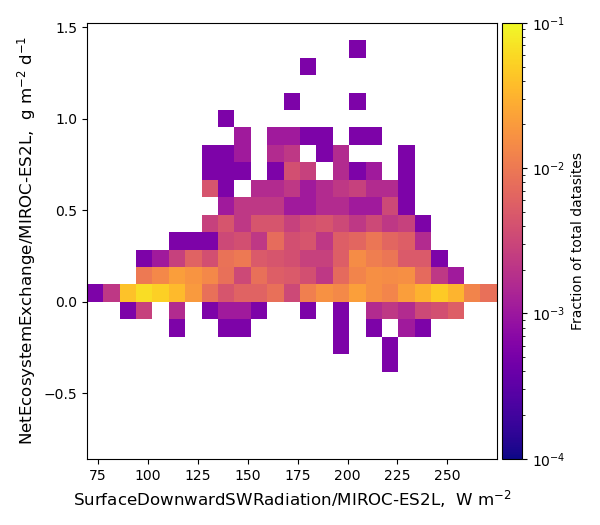 1.5
1.0
0.5
0.0
−0.5
75 100 125 150 175 200 225 250
NetEcosystemExchange/MIROC-ES2L, g m⁻² d⁻¹
SurfaceDownwardSWRadiation/MIROC-ES2L, W m⁻²
10⁻¹
10⁻²
10⁻³
10⁻⁴
Fraction of total datasites